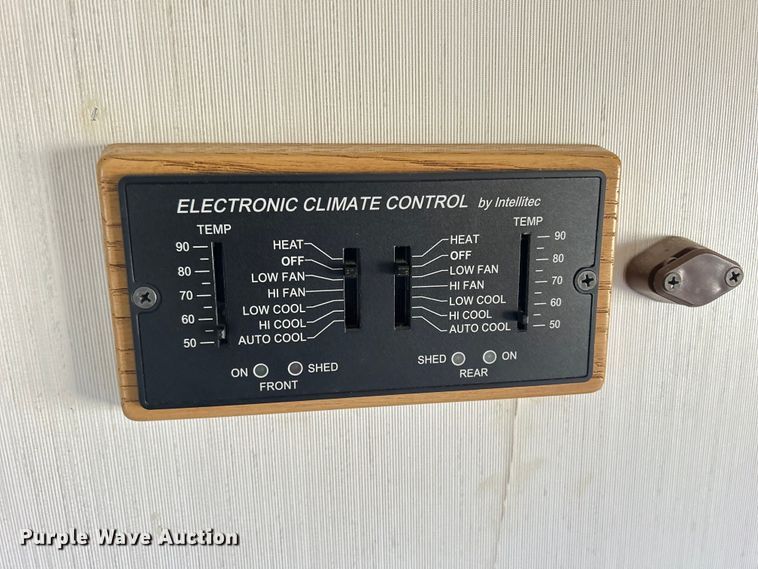 ELECTRONIC CLIMATE CONTROL by Intellitec
TEMP
90
80
70
60
50
HEAT
OFF
LOW FAN
HI FAN
LOW COOL
HI COOL
AUTO COOL
HEAT
OFF
LOW FAN
HI FAN
LOW COOL
HI COOL
AUTO COOL
TEMP
90
80
70
60
50
ON SHED
FRONT
SHED ON
REAR
Purple Wave Auction